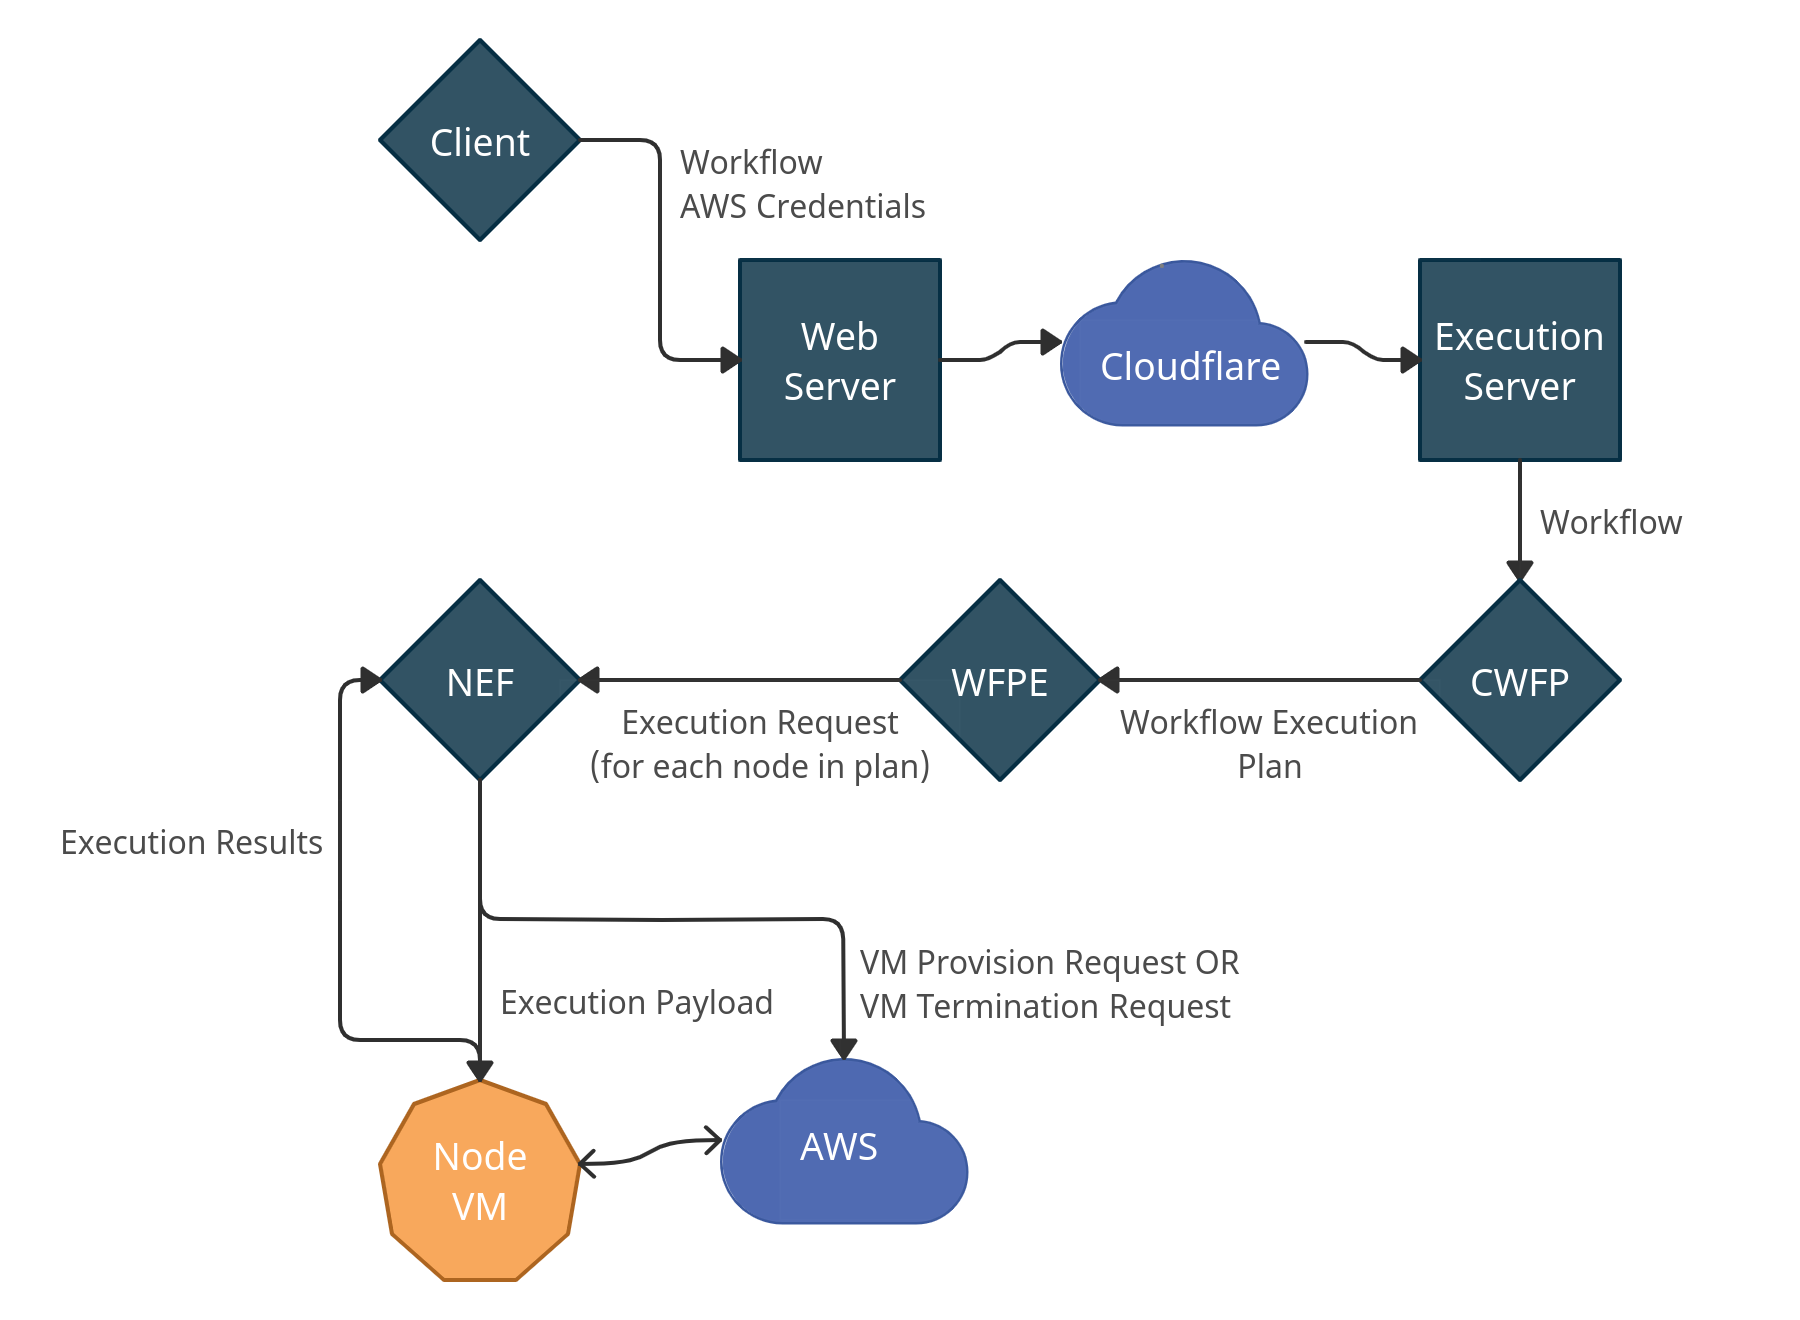 Client
Workflow
AWS Credentials
Web
Server
Cloudflare
Execution
Server
Workflow
NEF
WFPE
CWFP
Execution Request
(for each node in plan)
Workflow Execution
Plan
Execution Results
VM Provision Request OR
VM Termination Request
Execution Payload
Node
VM
AWS